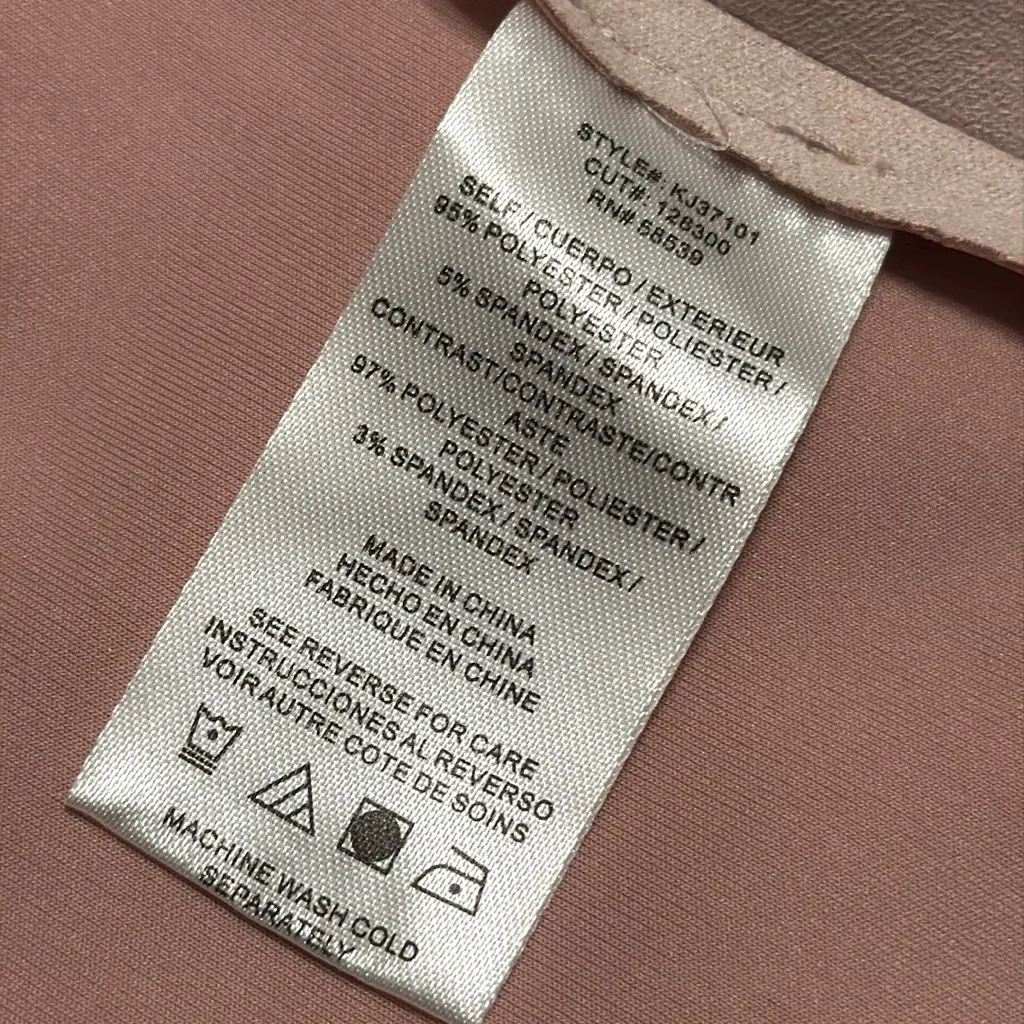 STYLE#: KJ37101
CUT#: 128300
RN# 58539
SELF / CUERPO / EXTERIEUR
95% POLYESTER / POLIESTER /
POLYESTER
5% SPANDEX / SPANDEX /
SPANDEX
CONTRAST/CONTRASTE/CONTR
ASTE
97% POLYESTER / POLIESTER /
POLYESTER
3% SPANDEX / SPANDEX /
SPANDEX
MADE IN CHINA
HECHO EN CHINA
FABRIQUE EN CHINE
SEE REVERSE FOR CARE
INSTRUCCIONES AL REVERSO
VOIR AUTRE COTE DE SOINS
MACHINE WASH COLD
SEPARATELY